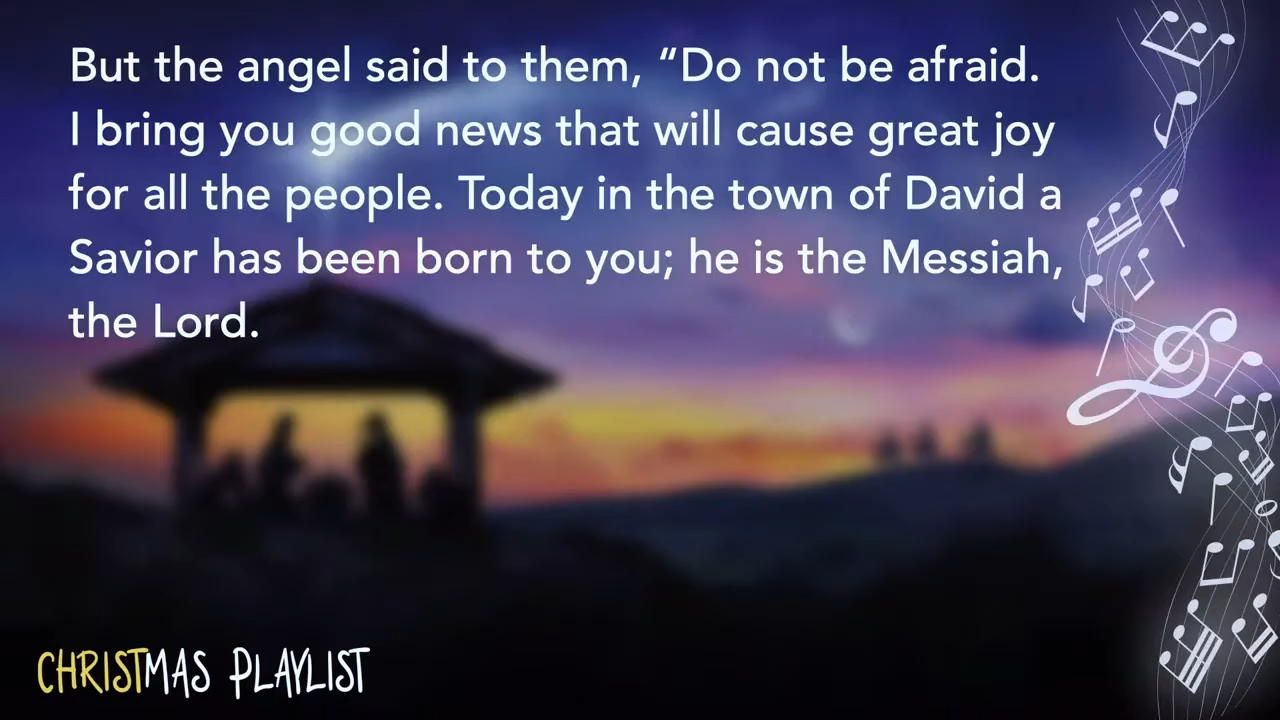 But the angel said to them, “Do not be afraid.
I bring you good news that will cause great joy
for all the people. Today in the town of David a
Savior has been born to you; he is the Messiah,
the Lord.
CHRISTMAS PLAYLIST